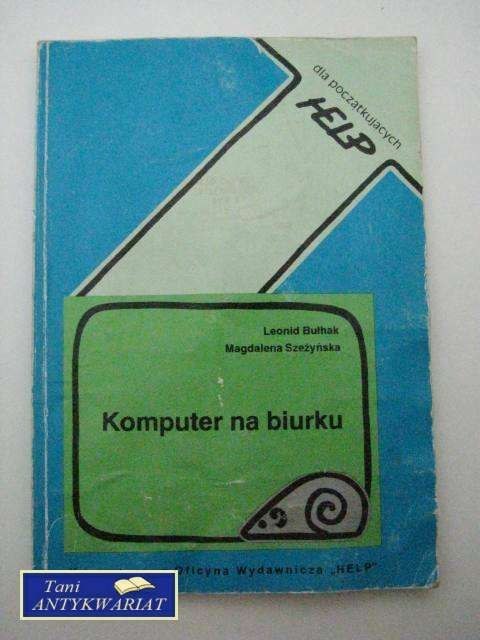 dla początkujących
HELP
Leonid Bułhak
Magdalena Szeżyńska
Komputer na biurku
Oficyna Wydawnicza „HELP”
Tani
ANTYKWARIAT